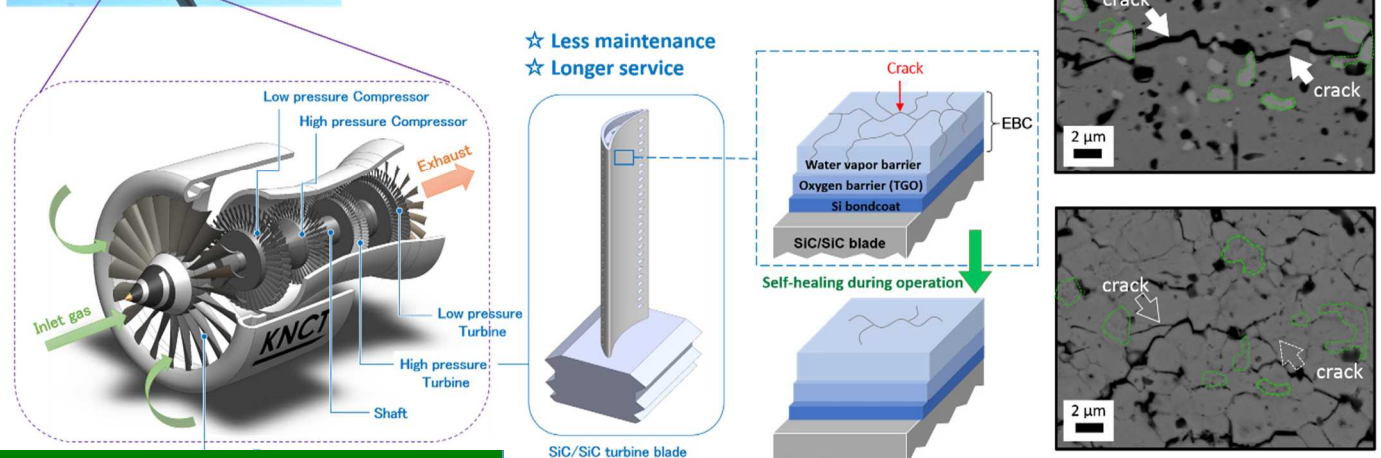 ☆ Less maintenance
☆ Longer service
Low pressure Compressor
High pressure Compressor
Exhaust
Inlet gas
KNCT
Low pressure
Turbine
High pressure
Turbine
Shaft
SiC/SiC turbine blade
Crack
EBC
Water vapor barrier
Oxygen barrier (TGO)
Si bondcoat
SiC/SiC blade
Self-healing during operation
crack
crack
2 µm
crack
crack
2 µm